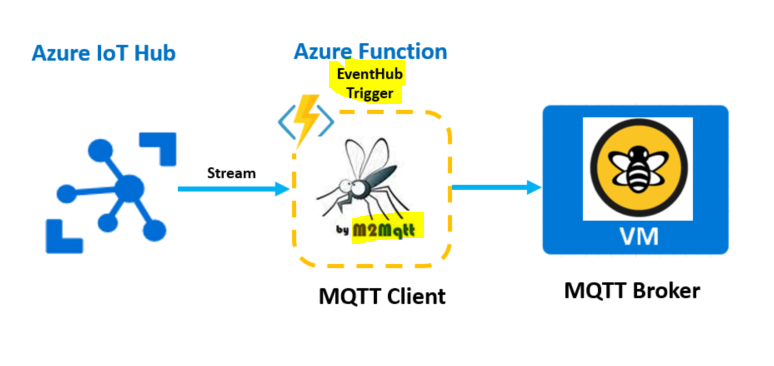 Azure IoT Hub
Azure Function
EventHub
Trigger
Stream
by M2Mqtt
VM
MQTT Client
MQTT Broker